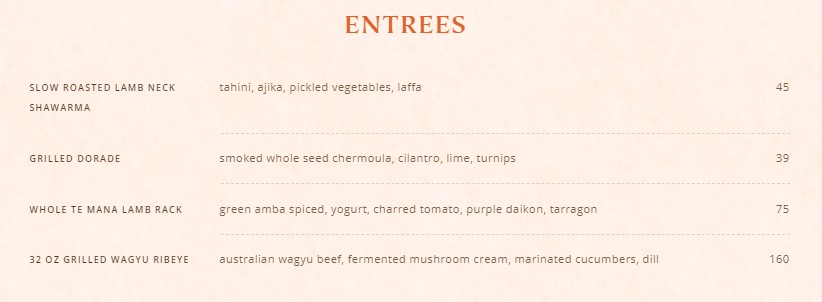 ENTREES
SLOW ROASTED LAMB NECK tahini, ajika, pickled vegetables, laffa 45
SHAWARMA
GRILLED DORADE smoked whole seed chermoula, cilantro, lime, turnips 39
WHOLE TE MANA LAMB RACK green amba spiced, yogurt, charred tomato, purple daikon, tarragon 75
32 OZ GRILLED WAGYU RIBEYE australian wagyu beef, fermented mushroom cream, marinated cucumbers, dill 160